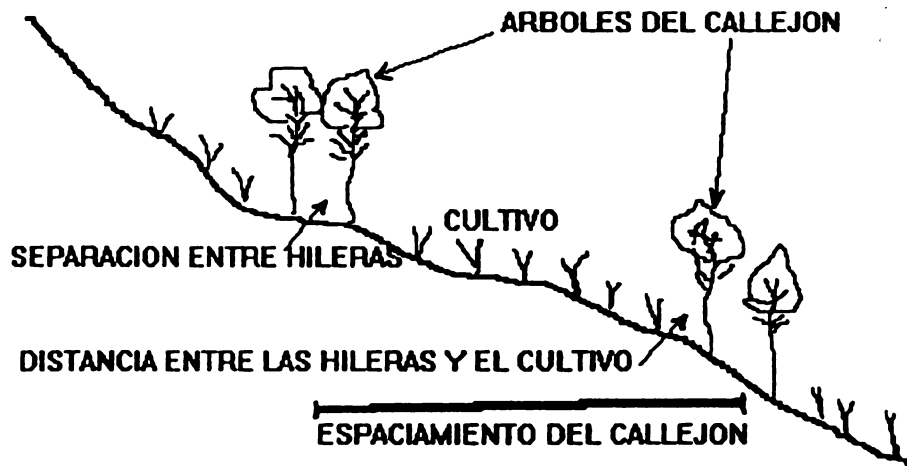 ARBOLES DEL CALLEJON
CULTIVO
SEPARACION ENTRE HILERAS
DISTANCIA ENTRE LAS HILERAS Y EL CULTIVO
ESPACIAMIENTO DEL CALLEJON